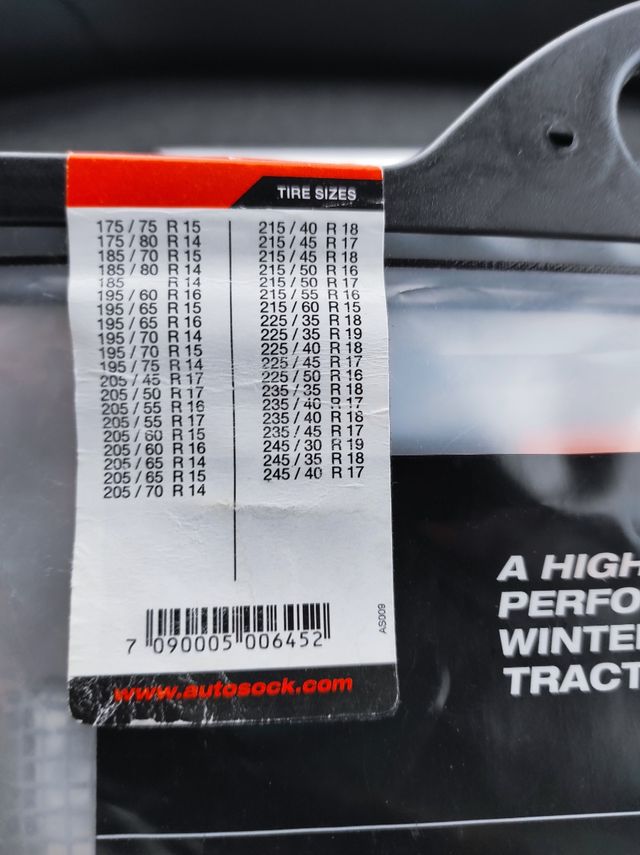 TIRE SIZES
175 / 75 R 15
175 / 80 R 14
185 / 70 R 15
185 / 80 R 14
185 R 14
195 / 60 R 16
195 / 65 R 15
195 / 65 R 16
195 / 70 R 14
195 / 70 R 15
195 / 75 R 14
205 / 45 R 17
205 / 50 R 17
205 / 55 R 16
205 / 55 R 17
205 / 60 R 15
205 / 60 R 16
205 / 65 R 14
205 / 65 R 15
205 / 70 R 14
215 / 40 R 18
215 / 45 R 17
215 / 45 R 18
215 / 50 R 16
215 / 50 R 17
215 / 55 R 16
215 / 60 R 15
225 / 35 R 18
225 / 35 R 19
225 / 40 R 18
225 / 45 R 17
225 / 50 R 16
235 / 35 R 18
235 / 40 R 17
235 / 40 R 18
235 / 45 R 17
245 / 30 R 19
245 / 35 R 18
245 / 40 R 17
AS009
7 090005 006452
www.autosock.com
A HIGH
PERFO
WINTE
TRACT